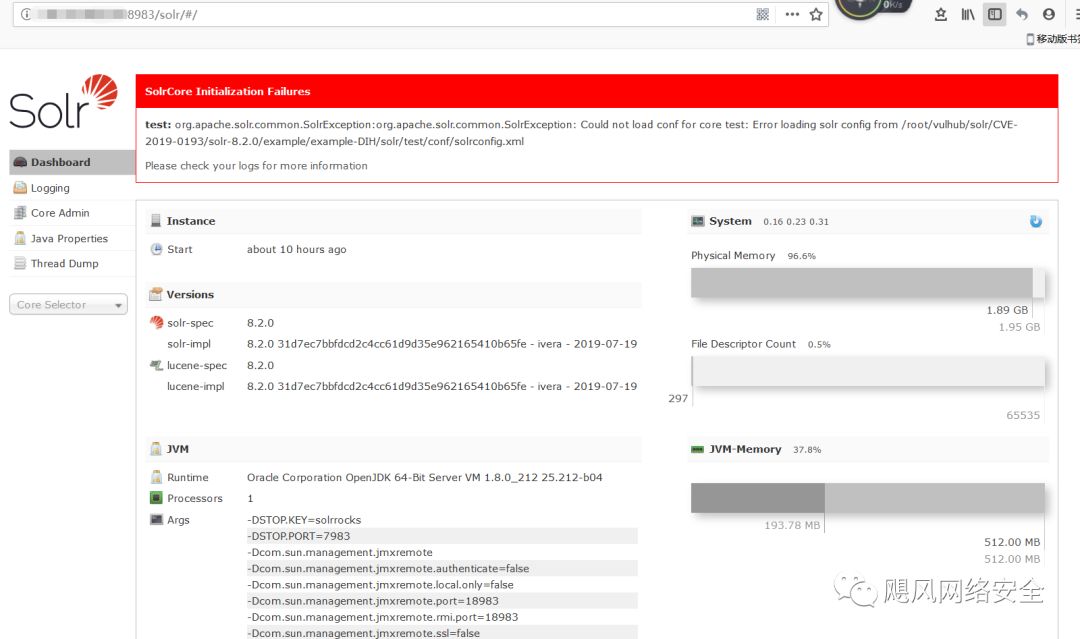 8983/solr/#/
0K/s
移动版书签
Solr
SolrCore Initialization Failures
test: org.apache.solr.common.SolrException:org.apache.solr.common.SolrException: Could not load conf for core test: Error loading solr config from /root/vulhub/solr/CVE-
2019-0193/solr-8.2.0/example/example-DIH/solr/test/conf/solrconfig.xml
Please check your logs for more information
Dashboard
Logging
Core Admin
Java Properties
Thread Dump
Core Selector
Instance
Start about 10 hours ago
Versions
solr-spec 8.2.0
solr-impl 8.2.0 31d7ec7bbfdcd2c4cc61d9d35e962165410b65fe - ivera - 2019-07-19
lucene-spec 8.2.0
lucene-impl 8.2.0 31d7ec7bbfdcd2c4cc61d9d35e962165410b65fe - ivera - 2019-07-19
JVM
Runtime Oracle Corporation OpenJDK 64-Bit Server VM 1.8.0_212 25.212-b04
Processors 1
Args -DSTOP.KEY=solrrocks
-DSTOP.PORT=7983
-Dcom.sun.management.jmxremote
-Dcom.sun.management.jmxremote.authenticate=false
-Dcom.sun.management.jmxremote.local.only=false
-Dcom.sun.management.jmxremote.port=18983
-Dcom.sun.management.jmxremote.rmi.port=18983
-Dcom.sun.management.jmxremote.ssl=false
System 0.16 0.23 0.31
Physical Memory 96.6%
1.89 GB
1.95 GB
File Descriptor Count 0.5%
297
65535
JVM-Memory 37.8%
193.78 MB
512.00 MB
512.00 MB
飓风网络安全